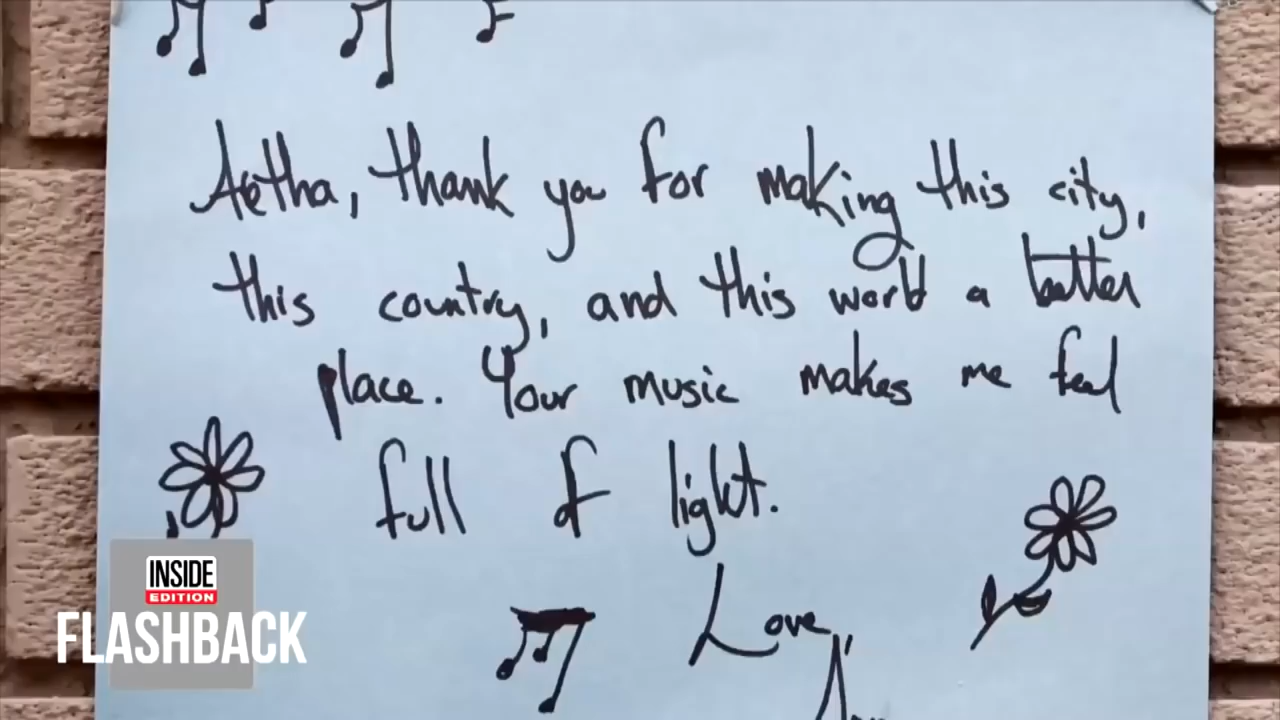 Aretha, thank you for making this city,
this country, and this world a better
place. Your music makes me feel
full of light.
Love,
INSIDE
EDITION
FLASHBACK